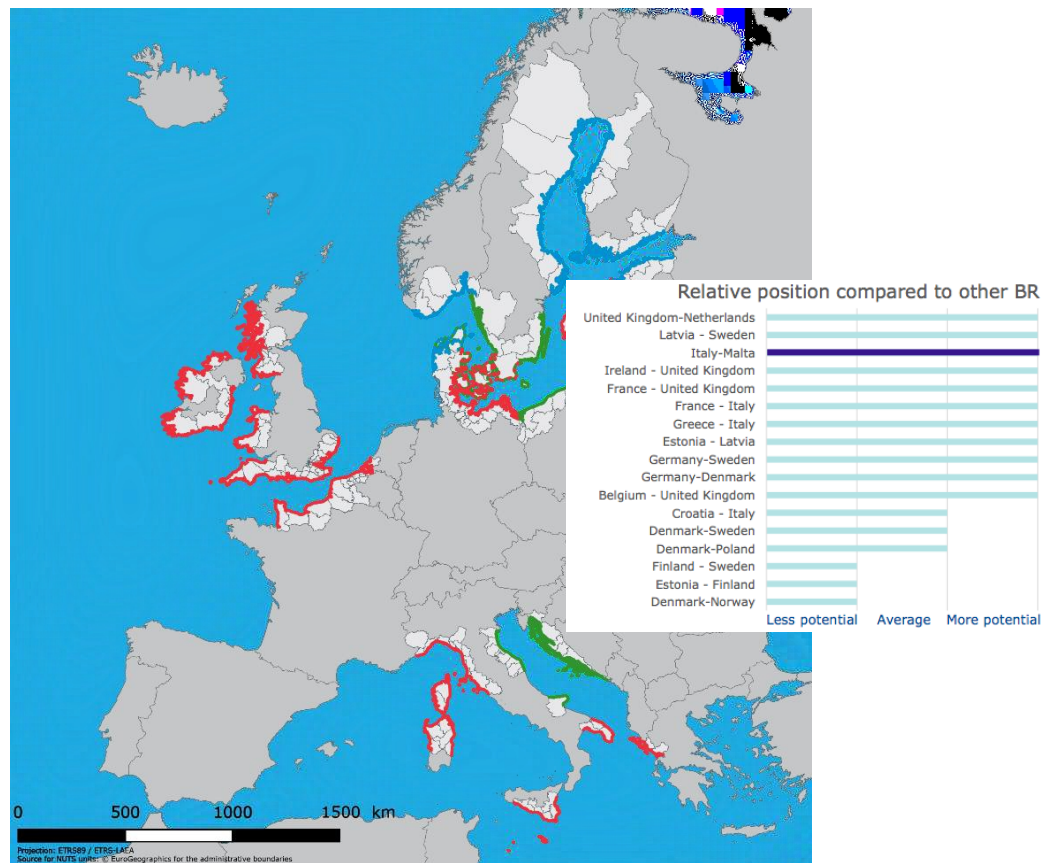 Relative position compared to other BR
United Kingdom-Netherlands
Latvia - Sweden
Italy-Malta
Ireland - United Kingdom
France - United Kingdom
France - Italy
Greece - Italy
Estonia - Latvia
Germany-Sweden
Germany-Denmark
Belgium - United Kingdom
Croatia - Italy
Denmark-Sweden
Denmark-Poland
Finland - Sweden
Estonia - Finland
Denmark-Norway
Less potential Average More potential
0 500 1000 1500 km
Projection: ETRS89 / ETRS-LAEA
Source for NUTS units: © EuroGeographics for the administrative boundaries